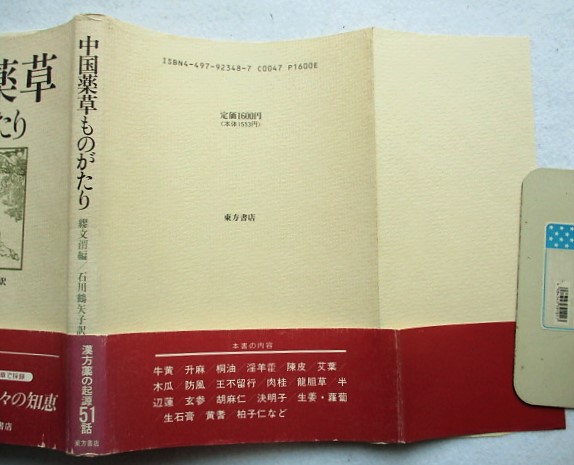 薬草
たり
訳
中国薬草ものがたり
繆文渭編/石川鶴矢子訳
漢方薬の起源51話
東方書店
ISBN4-497-92348-7 C0047 P1600E
定価1600円
(本体1553円)
東方書店
本書の内容
牛黄/升麻/桐油/淫羊藿/陳皮/艾葉/
木瓜/防風/王不留行/肉桂/龍胆草/半
辺蓮/玄参/胡麻仁/決明子/生姜・蘿蔔
/生石膏/黄耆/柏子仁など
々の知恵
書店